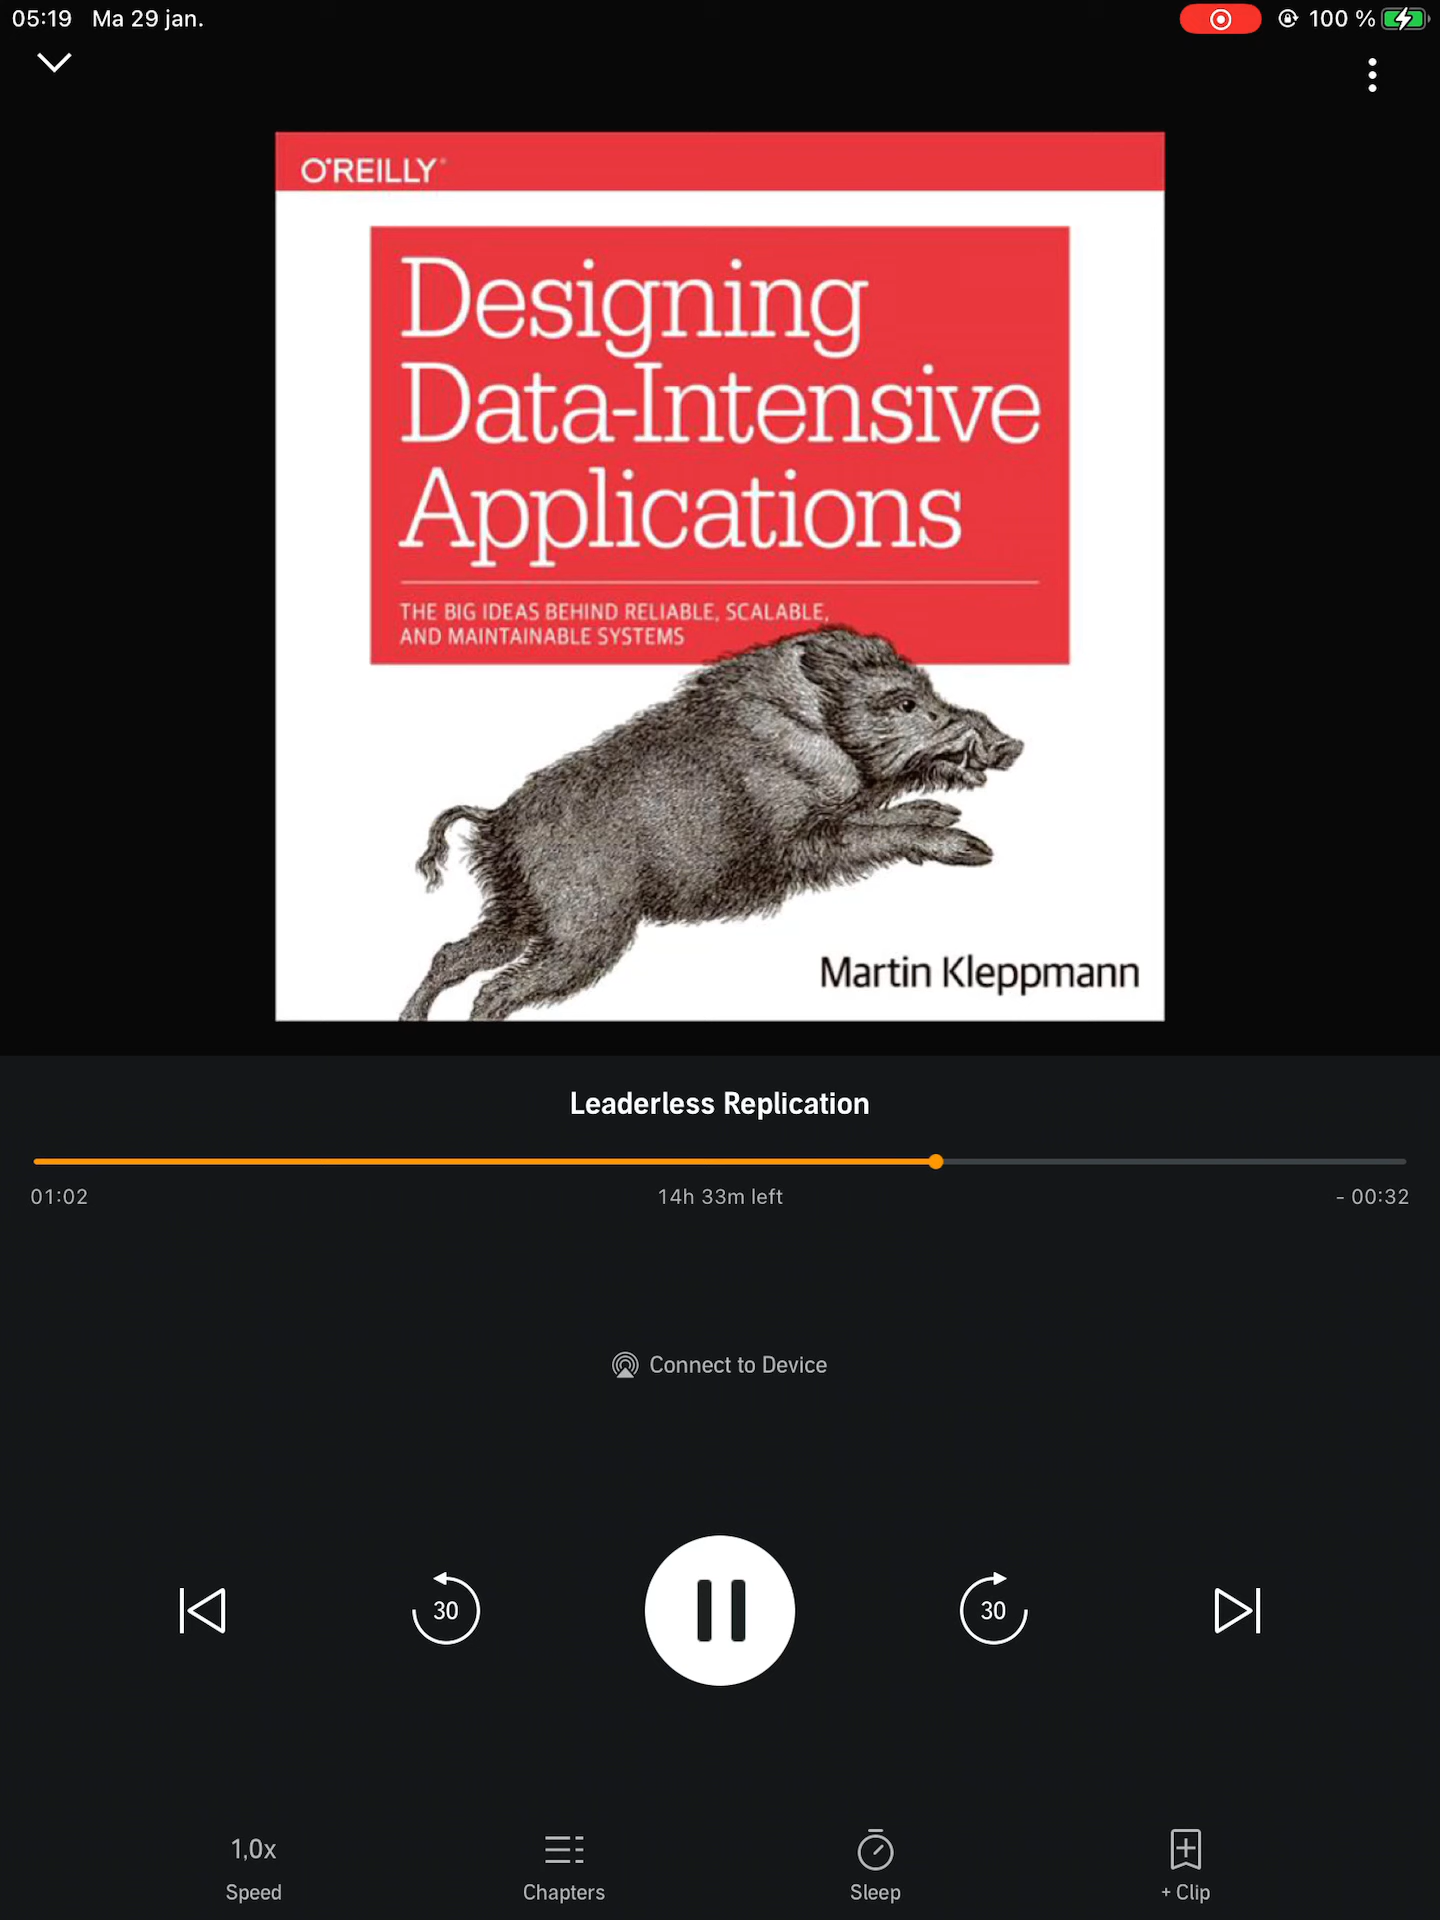 05:19 Ma 29 jan.
100 %
O'REILLY®
Designing
Data-Intensive
Applications
THE BIG IDEAS BEHIND RELIABLE, SCALABLE,
AND MAINTAINABLE SYSTEMS
Martin Kleppmann
Leaderless Replication
01:02
14h 33m left
- 00:32
Connect to Device
30
30
1,0x
Speed
Chapters
Sleep
+ Clip